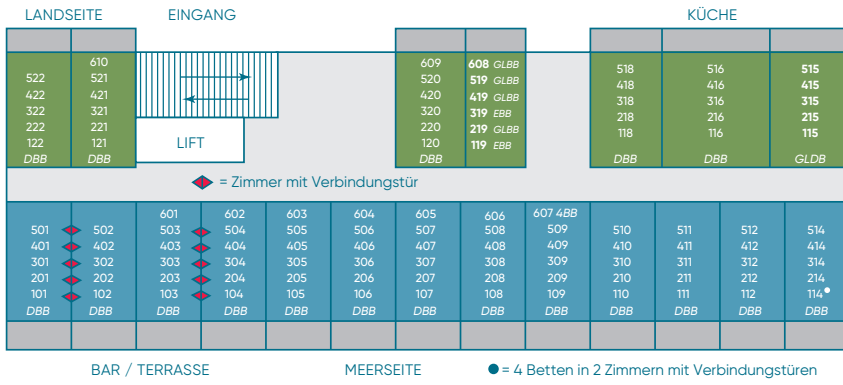 LANDSEITE EINGANG KÜCHE
610 609 608 GLBB
522 521 520 519 GLBB 518 516 515
422 421 420 419 GLBB 418 416 415
322 321 320 319 EBB 318 316 315
222 221 220 219 GLBB 218 216 215
122 121 120 119 EBB 118 116 115
DBB DBB DBB DBB DBB GLDB
LIFT
= Zimmer mit Verbindungstür
601 602 603 604 605 606 607 4BB
501 502 503 504 505 506 507 508 509 510 511 512 514
401 402 403 404 405 406 407 408 409 410 411 412 414
301 302 303 304 305 306 307 308 309 310 311 312 314
201 202 203 204 205 206 207 208 209 210 211 212 214
101 102 103 104 105 106 107 108 109 110 111 112 114
DBB DBB DBB DBB DBB DBB DBB DBB DBB DBB DBB DBB DBB
BAR / TERRASSE MEERSEITE = 4 Betten in 2 Zimmern mit Verbindungstüren